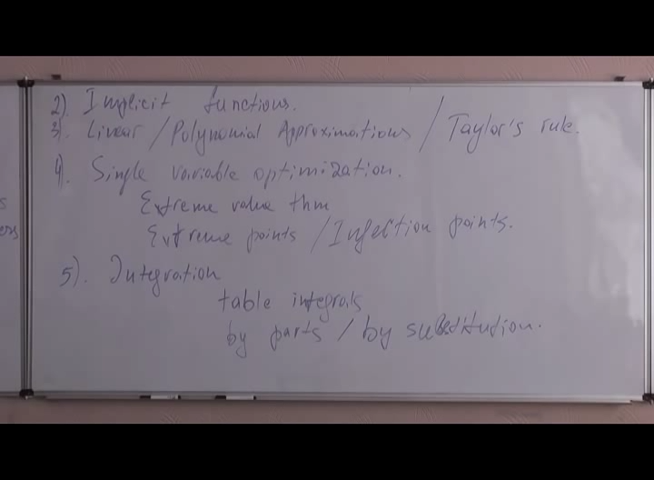 2). Implicit functions.
3). Linear / Polynomial Approximations / Taylor's rule.
4). Single variable optimization.
Extreme value thm
Extreme points / Inflection points.
5). Integration
table integrals
by parts / by substitution.